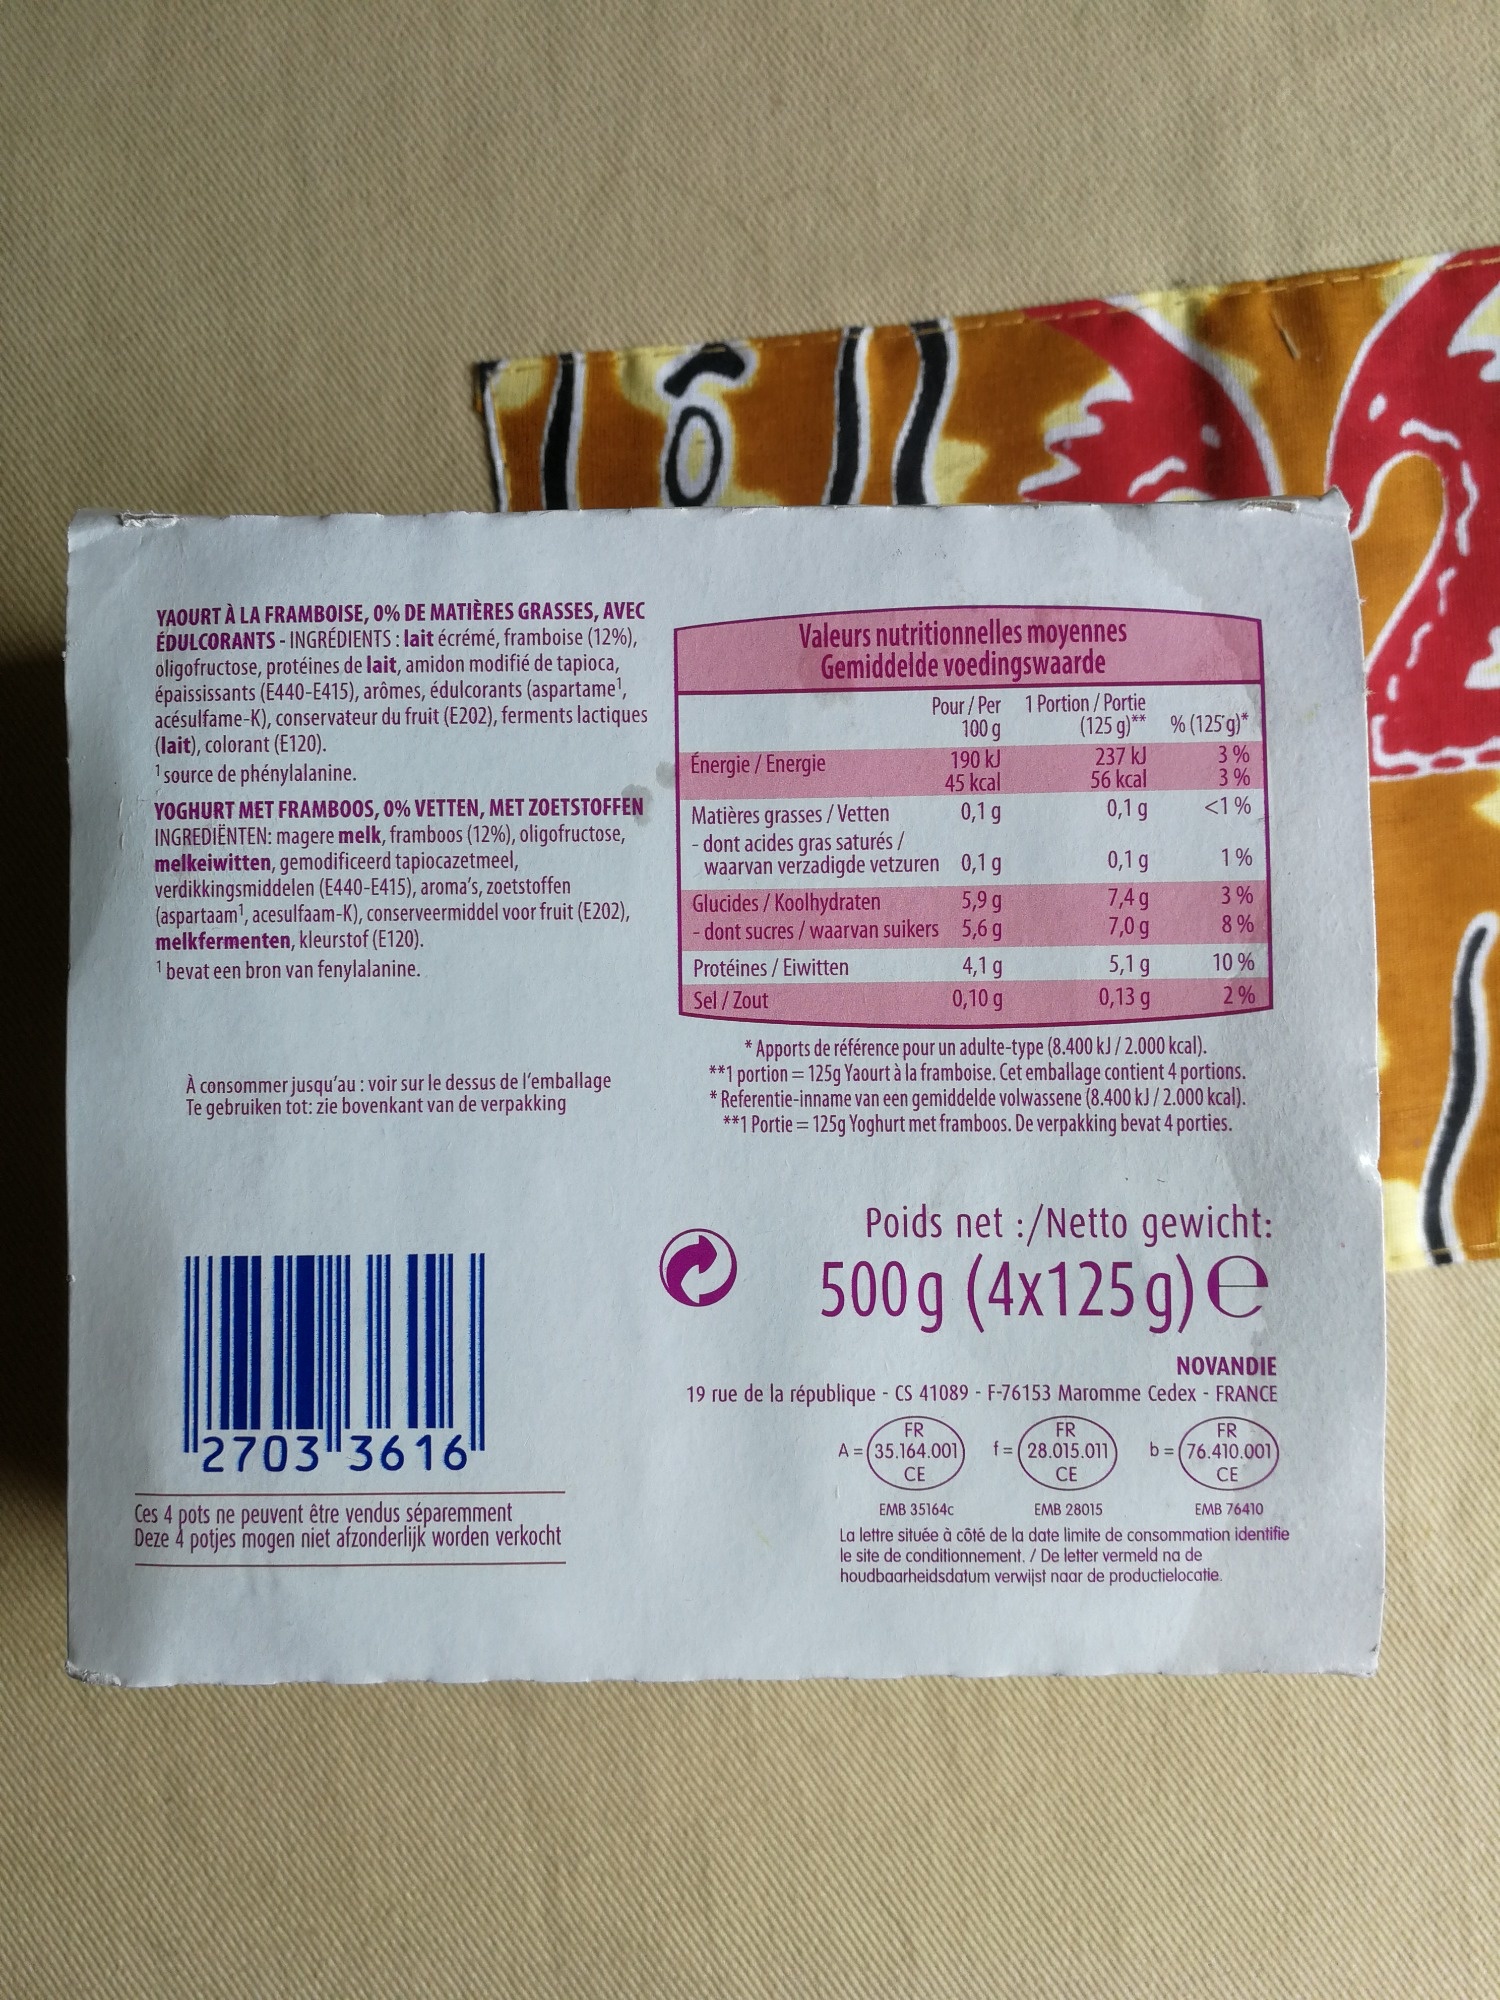 YAOURT À LA FRAMBOISE, 0% DE MATIÈRES GRASSES, AVEC
ÉDULCORANTS - INGRÉDIENTS : lait écrémé, framboise (12%),
oligofructose, protéines de lait, amidon modifié de tapioca,
épaississants (E440-E415), arômes, édulcorants (aspartame¹,
acésulfame-K), conservateur du fruit (E202), ferments lactiques
(lait), colorant (E120).
¹ source de phénylalanine.
YOGHURT MET FRAMBOOS, 0% VETTEN, MET ZOETSTOFFEN
INGREDIËNTEN: magere melk, framboos (12%), oligofructose,
melkeiwitten, gemodificeerd tapiocazetmeel,
verdikkingsmiddelen (E440-E415), aroma's, zoetstoffen
(aspartaam¹, acesulfaam-K), conserveermiddel voor fruit (E202),
melkfermenten, kleurstof (E120).
¹ bevat een bron van fenylalanine.
À consommer jusqu'au : voir sur le dessus de l'emballage
Te gebruiken tot: zie bovenkant van de verpakking
2703 3616
Ces 4 pots ne peuvent être vendus séparemment
Deze 4 potjes mogen niet afzonderlijk worden verkocht
Valeurs nutritionnelles moyennes
Gemiddelde voedingswaarde
Pour / Per 1 Portion / Portie
100 g (125 g)** % (125 g)*
Énergie / Energie 190 kJ 237 kJ 3 %
45 kcal 56 kcal 3 %
Matières grasses / Vetten 0,1 g 0,1 g <1 %
- dont acides gras saturés /
waarvan verzadigde vetzuren 0,1 g 0,1 g 1 %
Glucides / Koolhydraten 5,9 g 7,4 g 3 %
- dont sucres / waarvan suikers 5,6 g 7,0 g 8 %
Protéines / Eiwitten 4,1 g 5,1 g 10 %
Sel / Zout 0,10 g 0,13 g 2 %
* Apports de référence pour un adulte-type (8.400 kJ / 2.000 kcal).
**1 portion = 125g Yaourt à la framboise. Cet emballage contient 4 portions.
* Referentie-inname van een gemiddelde volwassene (8.400 kJ / 2.000 kcal).
**1 Portie = 125g Yoghurt met framboos. De verpakking bevat 4 porties.
Poids net :/Netto gewicht:
500g (4x125g) e
NOVANDIE
19 rue de la république - CS 41089 - F-76153 Maromme Cedex - FRANCE
FR FR FR
A = 35.164.001 f = 28.015.011 b = 76.410.001
CE CE CE
EMB 35164c EMB 28015 EMB 76410
La lettre située à côté de la date limite de consommation identifie
le site de conditionnement. / De letter vermeld na de
houdbaarheidsdatum verwijst naar de productielocatie.